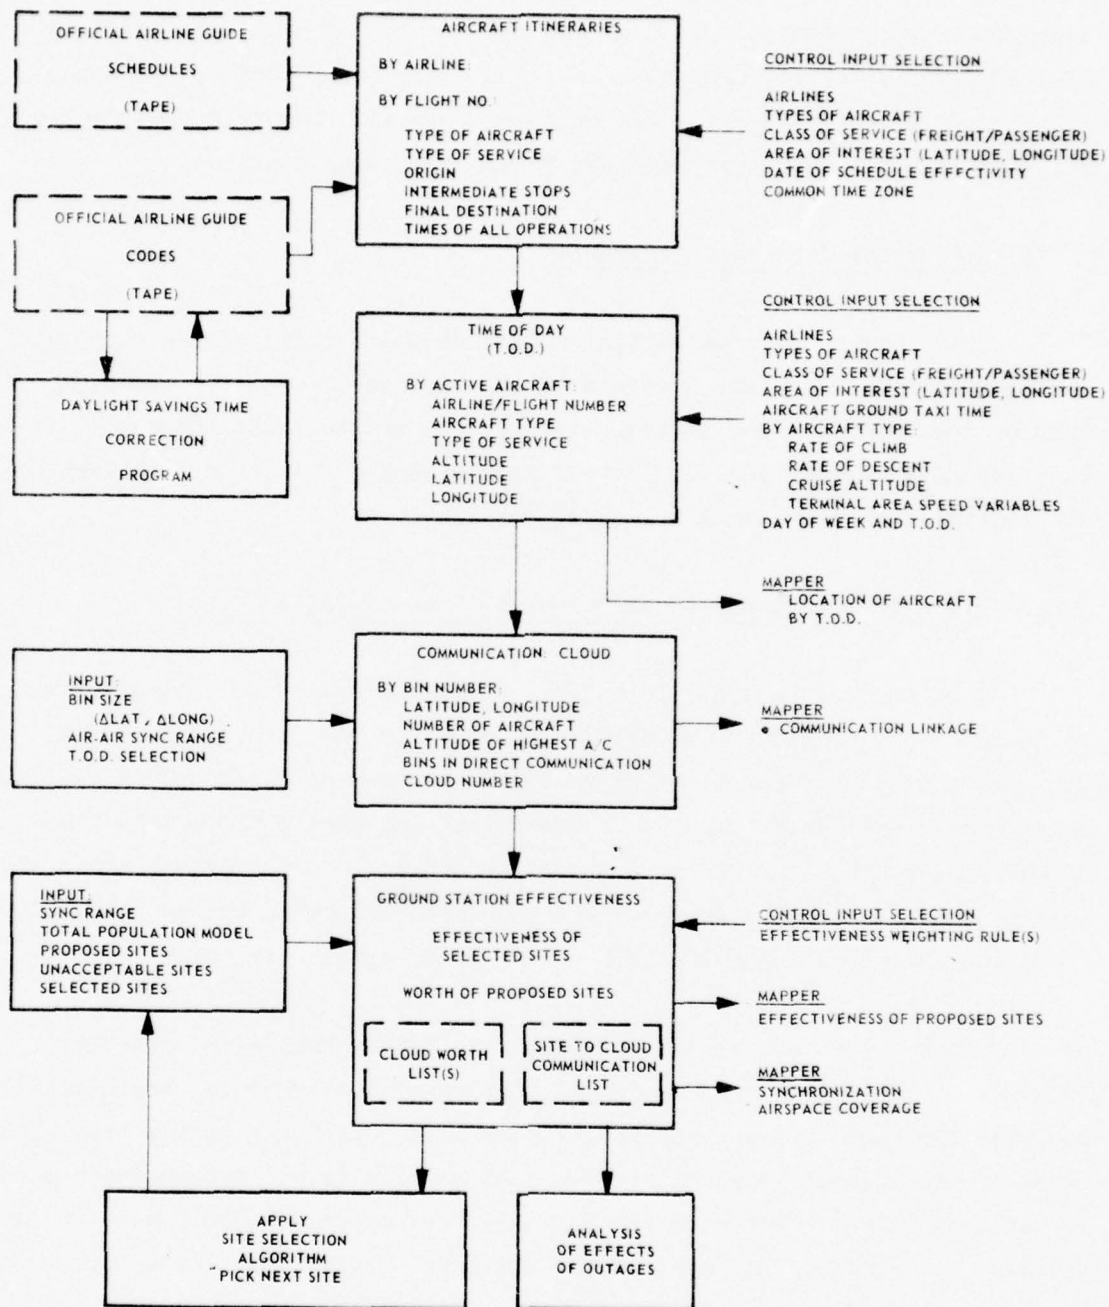 OFFICIAL AIRLINE GUIDE
SCHEDULES
(TAPE)
AIRCRAFT ITINERARIES
BY AIRLINE:
BY FLIGHT NO.:
TYPE OF AIRCRAFT
TYPE OF SERVICE
ORIGIN
INTERMEDIATE STOPS
FINAL DESTINATION
TIMES OF ALL OPERATIONS
CONTROL INPUT SELECTION
AIRLINES
TYPES OF AIRCRAFT
CLASS OF SERVICE (FREIGHT/PASSENGER)
AREA OF INTEREST (LATITUDE, LONGITUDE)
DATE OF SCHEDULE EFFECTIVITY
COMMON TIME ZONE
OFFICIAL AIRLINE GUIDE
CODES
(TAPE)
DAYLIGHT SAVINGS TIME
CORRECTION
PROGRAM
TIME OF DAY
(T.O.D.)
BY ACTIVE AIRCRAFT:
AIRLINE/FLIGHT NUMBER
AIRCRAFT TYPE
TYPE OF SERVICE
ALTITUDE
LATITUDE
LONGITUDE
CONTROL INPUT SELECTION
AIRLINES
TYPES OF AIRCRAFT
CLASS OF SERVICE (FREIGHT/PASSENGER)
AREA OF INTEREST (LATITUDE, LONGITUDE)
AIRCRAFT GROUND TAXI TIME
BY AIRCRAFT TYPE:
RATE OF CLIMB
RATE OF DESCENT
CRUISE ALTITUDE
TERMINAL AREA SPEED VARIABLES
DAY OF WEEK AND T.O.D.
MAPPER
LOCATION OF AIRCRAFT
BY T.O.D.
INPUT:
BIN SIZE
(ΔLAT, ΔLONG)
AIR-AIR SYNC RANGE
T.O.D. SELECTION
COMMUNICATION: CLOUD
BY BIN NUMBER:
LATITUDE, LONGITUDE
NUMBER OF AIRCRAFT
ALTITUDE OF HIGHEST A/C
BINS IN DIRECT COMMUNICATION
CLOUD NUMBER
MAPPER
• COMMUNICATION LINKAGE
INPUT:
SYNC RANGE
TOTAL POPULATION MODEL
PROPOSED SITES
UNACCEPTABLE SITES
SELECTED SITES
GROUND STATION EFFECTIVENESS
EFFECTIVENESS OF
SELECTED SITES
WORTH OF PROPOSED SITES
CLOUD WORTH
LIST(S)
SITE TO CLOUD
COMMUNICATION
LIST
CONTROL INPUT SELECTION
EFFECTIVENESS WEIGHTING RULE(S)
MAPPER
EFFECTIVENESS OF PROPOSED SITES
MAPPER
SYNCHRONIZATION
AIRSPACE COVERAGE
APPLY
SITE SELECTION
ALGORITHM
PICK NEXT SITE
ANALYSIS
OF EFFECTS
OF OUTAGES